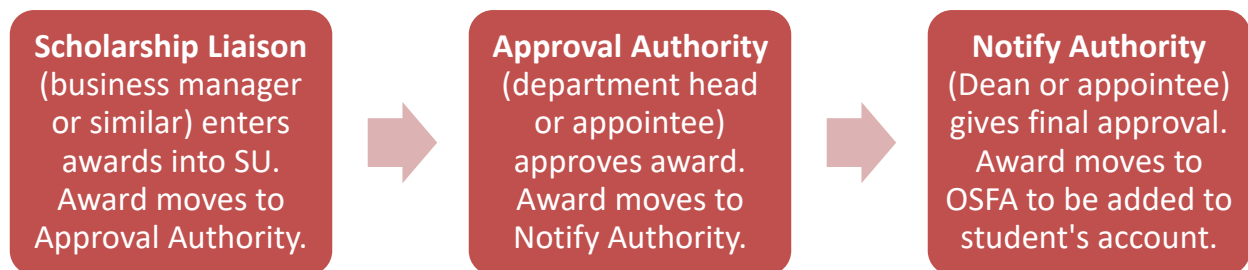 Scholarship Liaison
(business manager
or similar) enters
awards into SU.
Award moves to
Approval Authority.
Approval Authority
(department head
or appointee)
approves award.
Award moves to
Notify Authority.
Notify Authority
(Dean or appointee)
gives final approval.
Award moves to
OSFA to be added to
student's account.